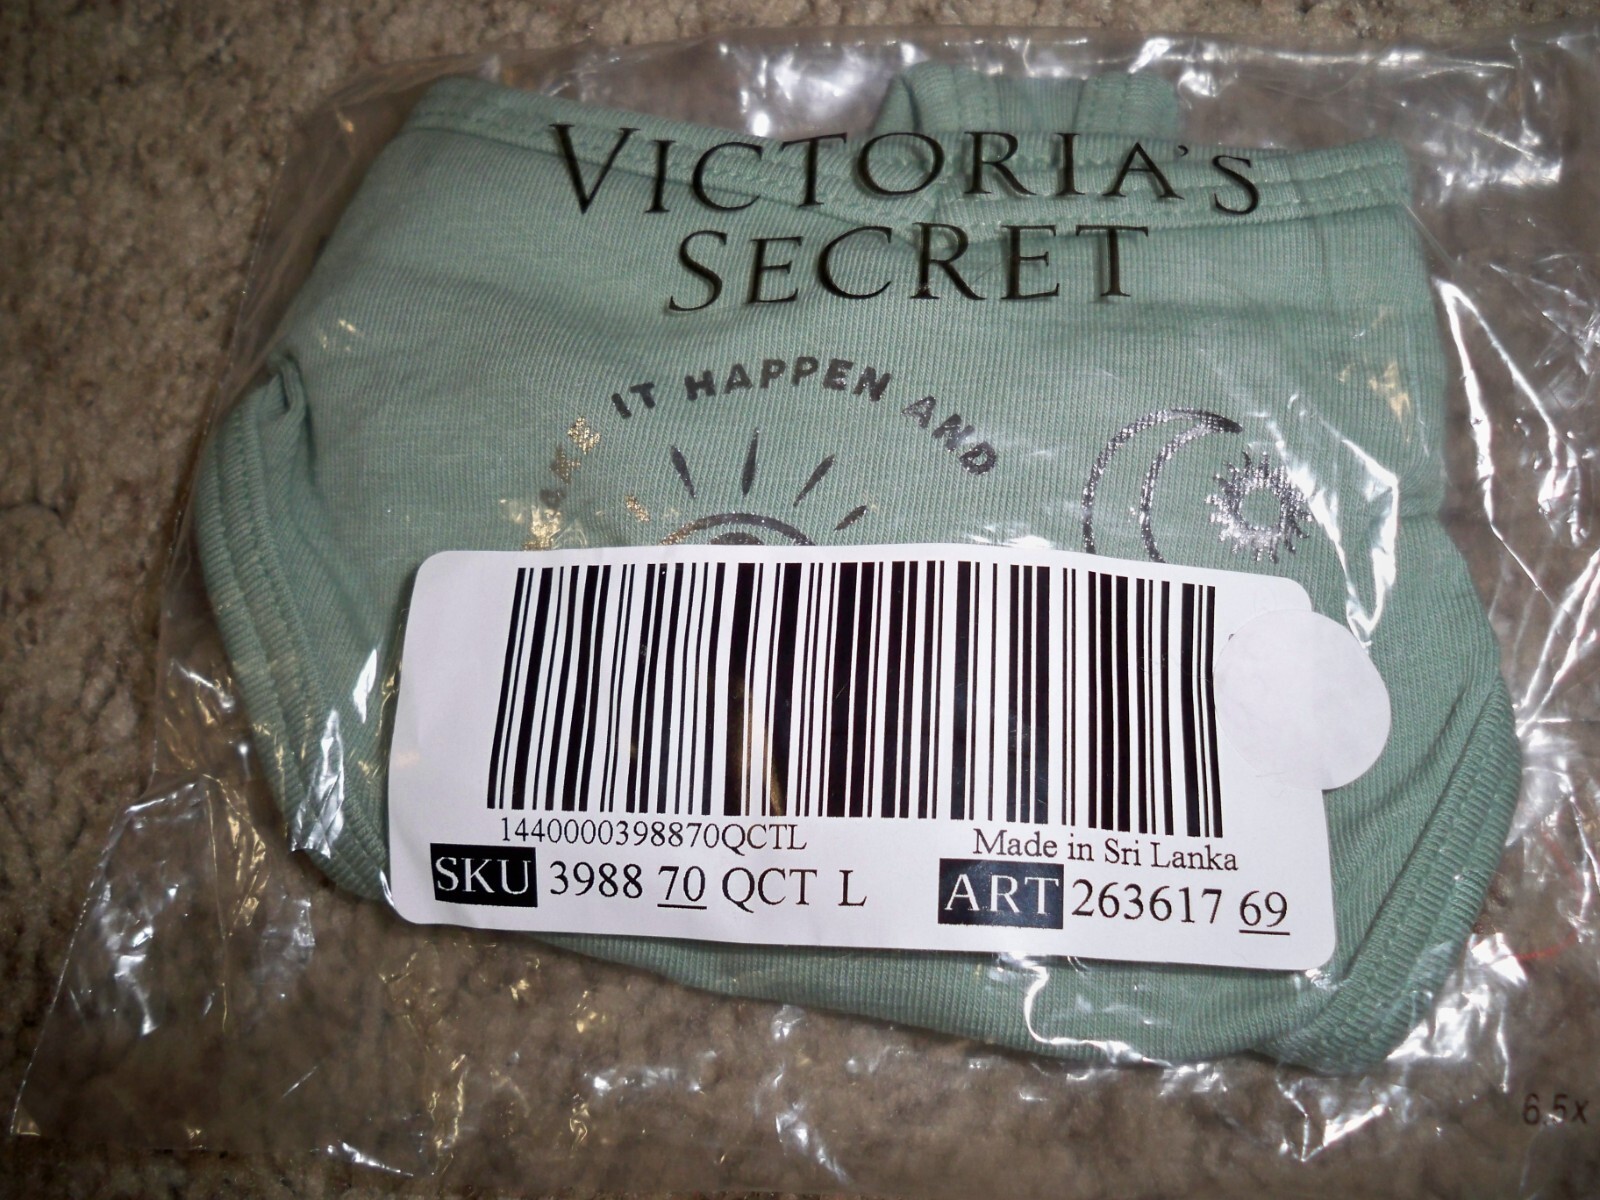 VICTORIA'S
SECRET
IT HAPPEN AND
1440000398870QCTL
Made in Sri Lanka
SKU 3988 70 QCT L
ART 263617 69
6.5x